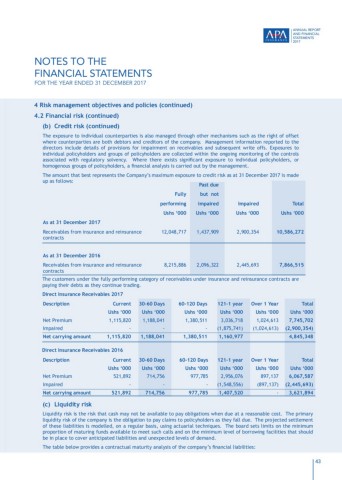 ANNUAL REPORT
AND FINANCIAL
STATEMENTS
2017
APA
NOTES TO THE
FINANCIAL STATEMENTS
FOR THE YEAR ENDED 31 DECEMBER 2017
4 Risk management objectives and policies (continued)
4.2 Financial risk (continued)
(b) Credit risk (continued)
The exposure to individual counterparties is also managed through other mechanisms such as the right of offset
where counterparties are both debtors and creditors of the company. Management information reported to the
directors include details of provisions for impairment on receivables and subsequent write offs. Exposures to
individual policyholders and groups of policyholders are collected within the ongoing monitoring of the controls
associated with regulatory solvency. Where there exists significant exposure to individual policyholders, or
homogenous groups of policyholders, a financial analysis is carried out by the management.
The amount that best represents the Company's maximum exposure to credit risk as at 31 December 2017 is made
up as follows:
Past due
Fully but not
performing impaired Impaired Total
Ushs '000 Ushs '000 Ushs '000 Ushs '000
As at 31 December 2017
Receivables from insurance and reinsurance 12,048,717 1,437,909 2,900,354 10,586,272
contracts
As at 31 December 2016
Receivables from insurance and reinsurance 8,215,886 2,096,322 2,445,693 7,866,515
contracts
The customers under the fully performing category of receivables under insurance and reinsurance contracts are
paying their debts as they continue trading.
Direct Insurance Receivables 2017
Description Current 30-60 Days 60-120 Days 121-1 year Over 1 Year Total
Ushs '000 Ushs '000 Ushs '000 Ushs '000 Ushs '000 Ushs '000
Net Premium 1,115,820 1,188,041 1,380,511 3,036,718 1,024,613 7,745,702
Impaired - - - (1,875,741) (1,024,613) (2,900,354)
Net carrying amount 1,115,820 1,188,041 1,380,511 1,160,977 4,845,348
Direct Insurance Receivables 2016
Description Current 30-60 Days 60-120 Days 121-1 year Over 1 Year Total
Ushs '000 Ushs '000 Ushs '000 Ushs '000 Ushs '000 Ushs '000
Net Premium 521,892 714,756 977,785 2,956,076 897,137 6,067,587
Impaired - - - (1,548,556) (897,137) (2,445,693)
Net carrying amount 521,892 714,756 977,785 1,407,520 - 3,621,894
(c) Liquidity risk
Liquidity risk is the risk that cash may not be available to pay obligations when due at a reasonable cost. The primary
liquidity risk of the company is the obligation to pay claims to policyholders as they fall due. The projected settlement
of these liabilities is modelled, on a regular basis, using actuarial techniques. The board sets limits on the minimum
proportion of maturing funds available to meet such calls and on the minimum level of borrowing facilities that should
be in place to cover anticipated liabilities and unexpected levels of demand.
The table below provides a contractual maturity analysis of the company's financial liabilities:
43